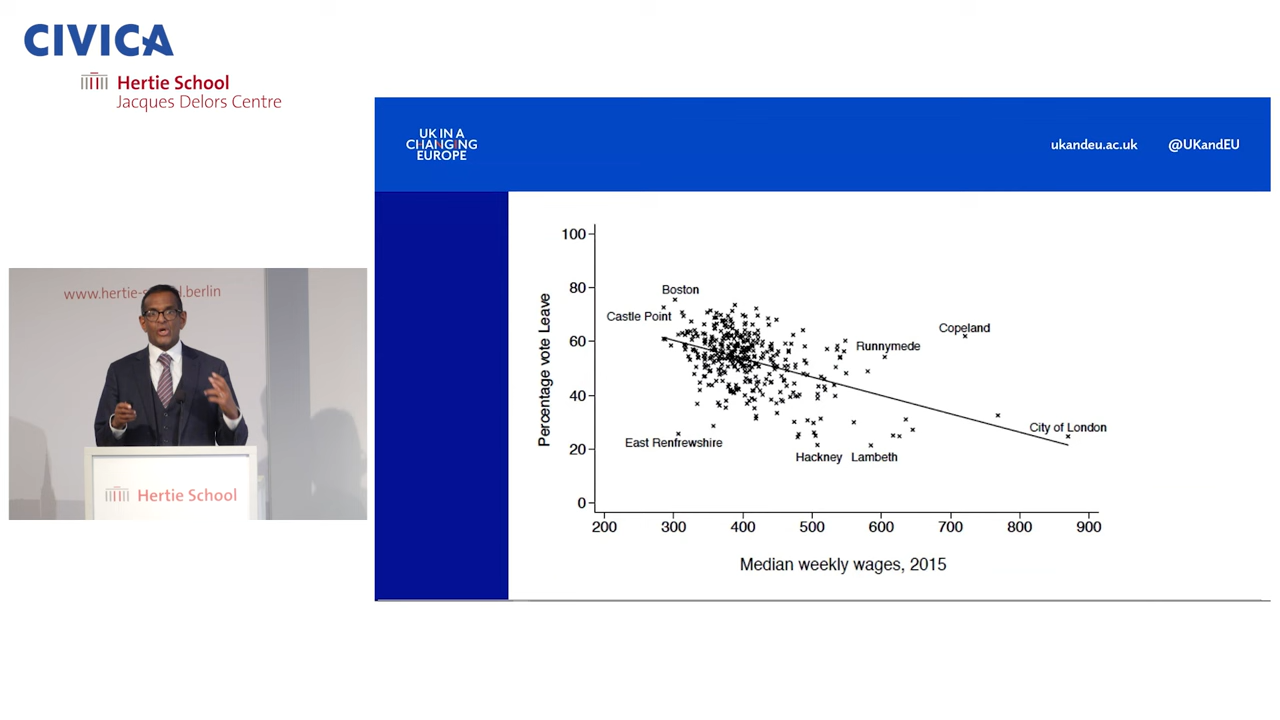 CIVICA
Hertie School
Jacques Delors Centre
UK IN A
CHANGING
EUROPE
ukandeu.ac.uk @UKandEU
www.hertie-s l.berlin
Hertie School
Percentage vote Leave
100
80
60
40
20
0
Boston
Castle Point
Copeland
Runnymede
City of London
East Renfrewshire
Hackney Lambeth
200 300 400 500 600 700 800 900
Median weekly wages, 2015